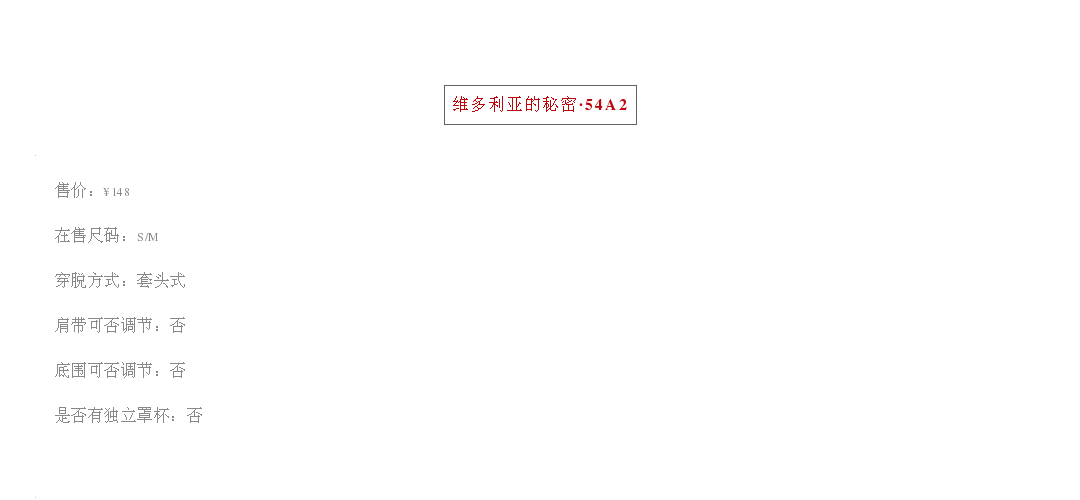 维多利亚的秘密·54A2
售价：¥148
在售尺码：S/M
穿脱方式：套头式
肩带可否调节：否
底围可否调节：否
是否有独立罩杯：否